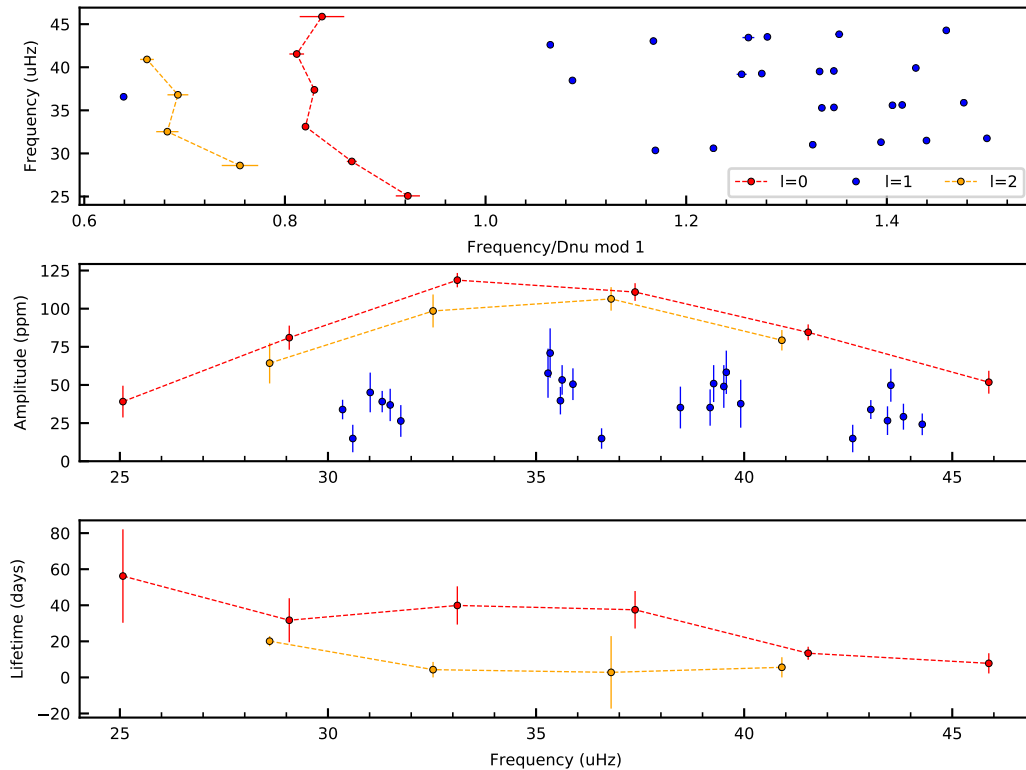 45
40
35
30
25
Frequency (uHz)
l=0 l=1 l=2
0.6 0.8 1.0 1.2 1.4
Frequency/Dnu mod 1
125
100
75
50
25
0
Amplitude (ppm)
25 30 35 40 45
80
60
40
20
0
−20
Lifetime (days)
25 30 35 40 45
Frequency (uHz)